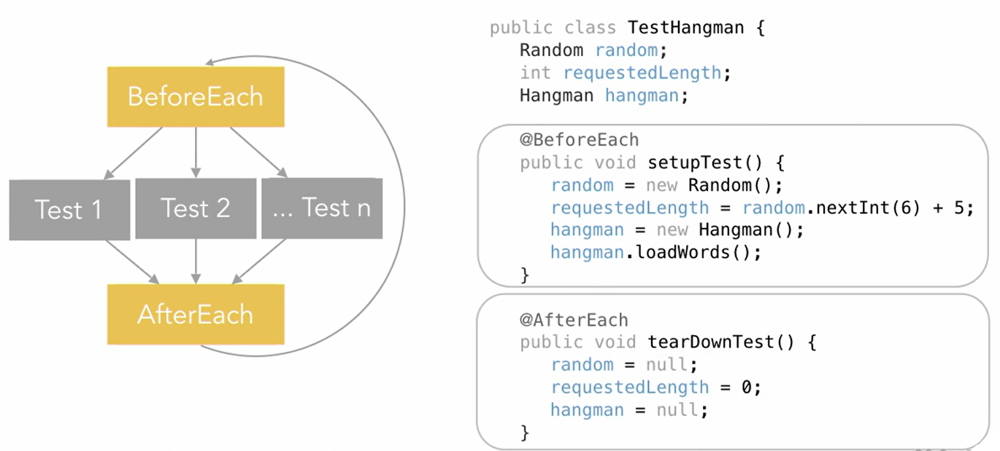 BeforeEach
Test 1
Test 2
... Test n
AfterEach
public class TestHangman {
Random random;
int requestedLength;
Hangman hangman;
@BeforeEach
public void setupTest() {
random = new Random();
requestedLength = random.nextInt(6) + 5;
hangman = new Hangman();
hangman.loadWords();
}
@AfterEach
public void tearDownTest() {
random = null;
requestedLength = 0;
hangman = null;
}